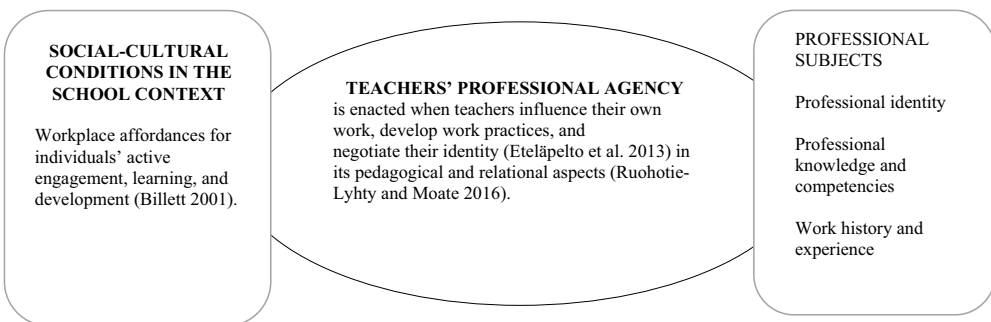 SOCIAL-CULTURAL
CONDITIONS IN THE
SCHOOL CONTEXT
Workplace affordances for
individuals’ active
engagement, learning, and
development (Billett 2001).
TEACHERS’ PROFESSIONAL AGENCY
is enacted when teachers influence their own
work, develop work practices, and
negotiate their identity (Eteläpelto et al. 2013) in
its pedagogical and relational aspects (Ruohotie-
Lyhty and Moate 2016).
PROFESSIONAL
SUBJECTS
Professional identity
Professional
knowledge and
competencies
Work history and
experience